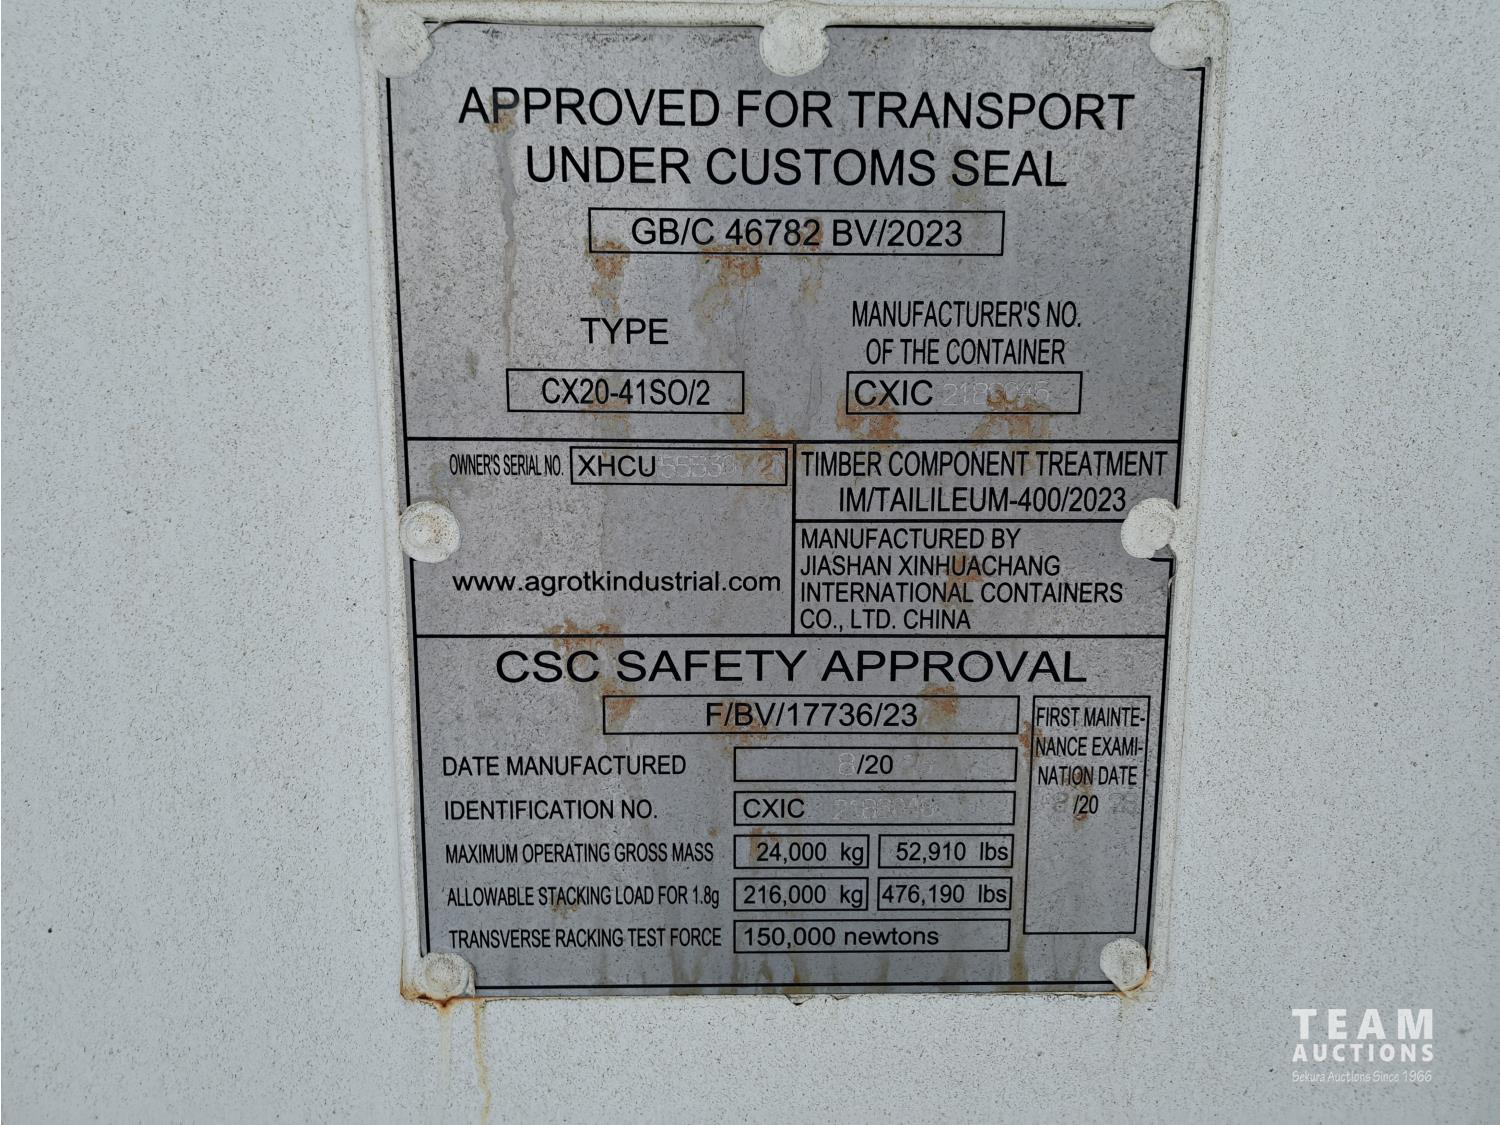 APPROVED FOR TRANSPORT
UNDER CUSTOMS SEAL
GB/C 46782 BV/2023
TYPE
CX20-41SO/2
MANUFACTURER'S NO.
OF THE CONTAINER
CXIC
OWNER'S SERIAL NO. XHCU
TIMBER COMPONENT TREATMENT
IM/TAILILEUM-400/2023
www.agrotkindustrial.com
MANUFACTURED BY
JIASHAN XINHUACHANG
INTERNATIONAL CONTAINERS
CO., LTD. CHINA
CSC SAFETY APPROVAL
F/BV/17736/23
DATE MANUFACTURED 8/20
IDENTIFICATION NO. CXIC
MAXIMUM OPERATING GROSS MASS 24,000 kg 52,910 lbs
ALLOWABLE STACKING LOAD FOR 1.8g 216,000 kg 476,190 lbs
TRANSVERSE RACKING TEST FORCE 150,000 newtons
FIRST MAINTE-
NANCE EXAMI-
NATION DATE
/20
TEAM
AUCTIONS
Sekura Auctions Since 1966